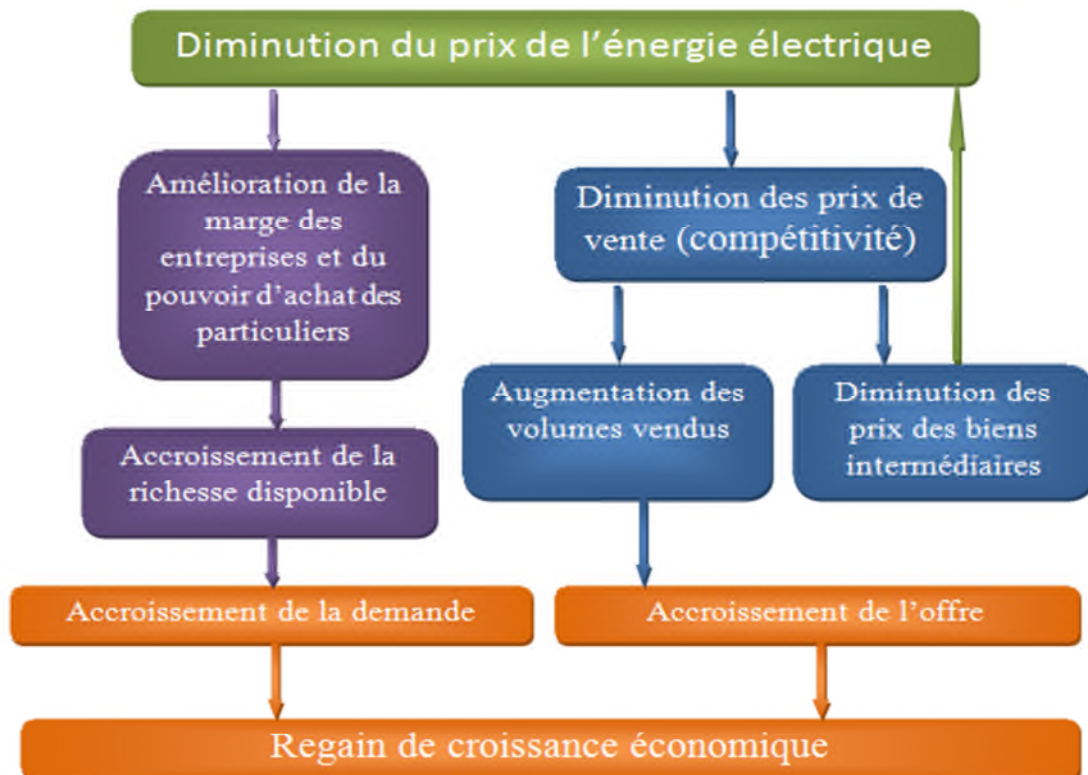 Diminution du prix de l'énergie électrique
Amélioration de la
marge des
entreprises et du
pouvoir d'achat des
particuliers
Diminution des prix de
vente (compétitivité)
Augmentation des
volumes vendus
Diminution des
prix des biens
intermédiaires
Accroissement de la
richesse disponible
Accroissement de la demande
Accroissement de l'offre
Regain de croissance économique